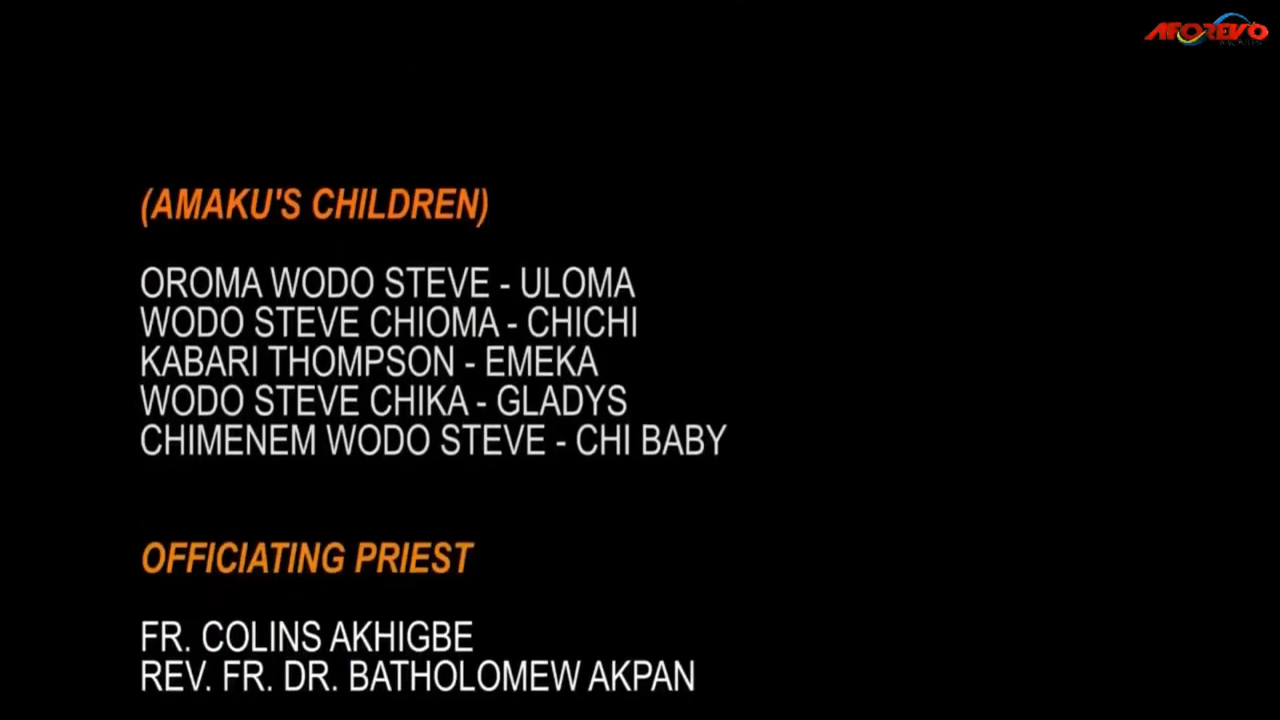 AFOREVO
(AMAKU'S CHILDREN)
OROMA WODO STEVE - ULOMA
WODO STEVE CHIOMA - CHICHI
KABARI THOMPSON - EMEKA
WODO STEVE CHIKA - GLADYS
CHIMENEM WODO STEVE - CHI BABY
OFFICIATING PRIEST
FR. COLINS AKHIGBE
REV. FR. DR. BATHOLOMEW AKPAN